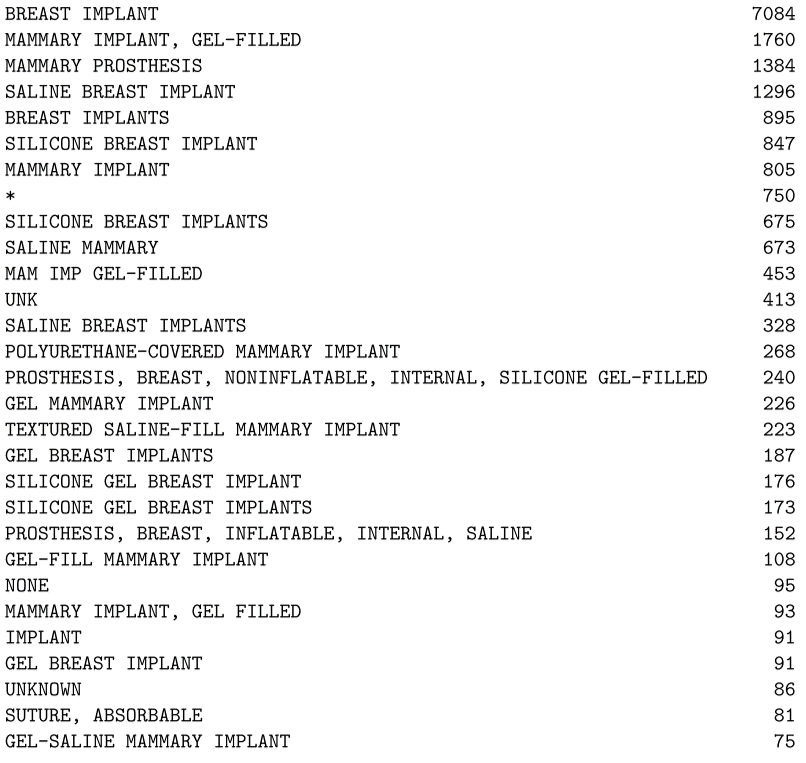 BREAST IMPLANT 7084
MAMMARY IMPLANT, GEL-FILLED 1760
MAMMARY PROSTHESIS 1384
SALINE BREAST IMPLANT 1296
BREAST IMPLANTS 895
SILICONE BREAST IMPLANT 847
MAMMARY IMPLANT 805
* 750
SILICONE BREAST IMPLANTS 675
SALINE MAMMARY 673
MAM IMP GEL-FILLED 453
UNK 413
SALINE BREAST IMPLANTS 328
POLYURETHANE-COVERED MAMMARY IMPLANT 268
PROSTHESIS, BREAST, NONINFLATABLE, INTERNAL, SILICONE GEL-FILLED 240
GEL MAMMARY IMPLANT 226
TEXTURED SALINE-FILL MAMMARY IMPLANT 223
GEL BREAST IMPLANTS 187
SILICONE GEL BREAST IMPLANT 176
SILICONE GEL BREAST IMPLANTS 173
PROSTHESIS, BREAST, INFLATABLE, INTERNAL, SALINE 152
GEL-FILL MAMMARY IMPLANT 108
NONE 95
MAMMARY IMPLANT, GEL FILLED 93
IMPLANT 91
GEL BREAST IMPLANT 91
UNKNOWN 86
SUTURE, ABSORBABLE 81
GEL-SALINE MAMMARY IMPLANT 75